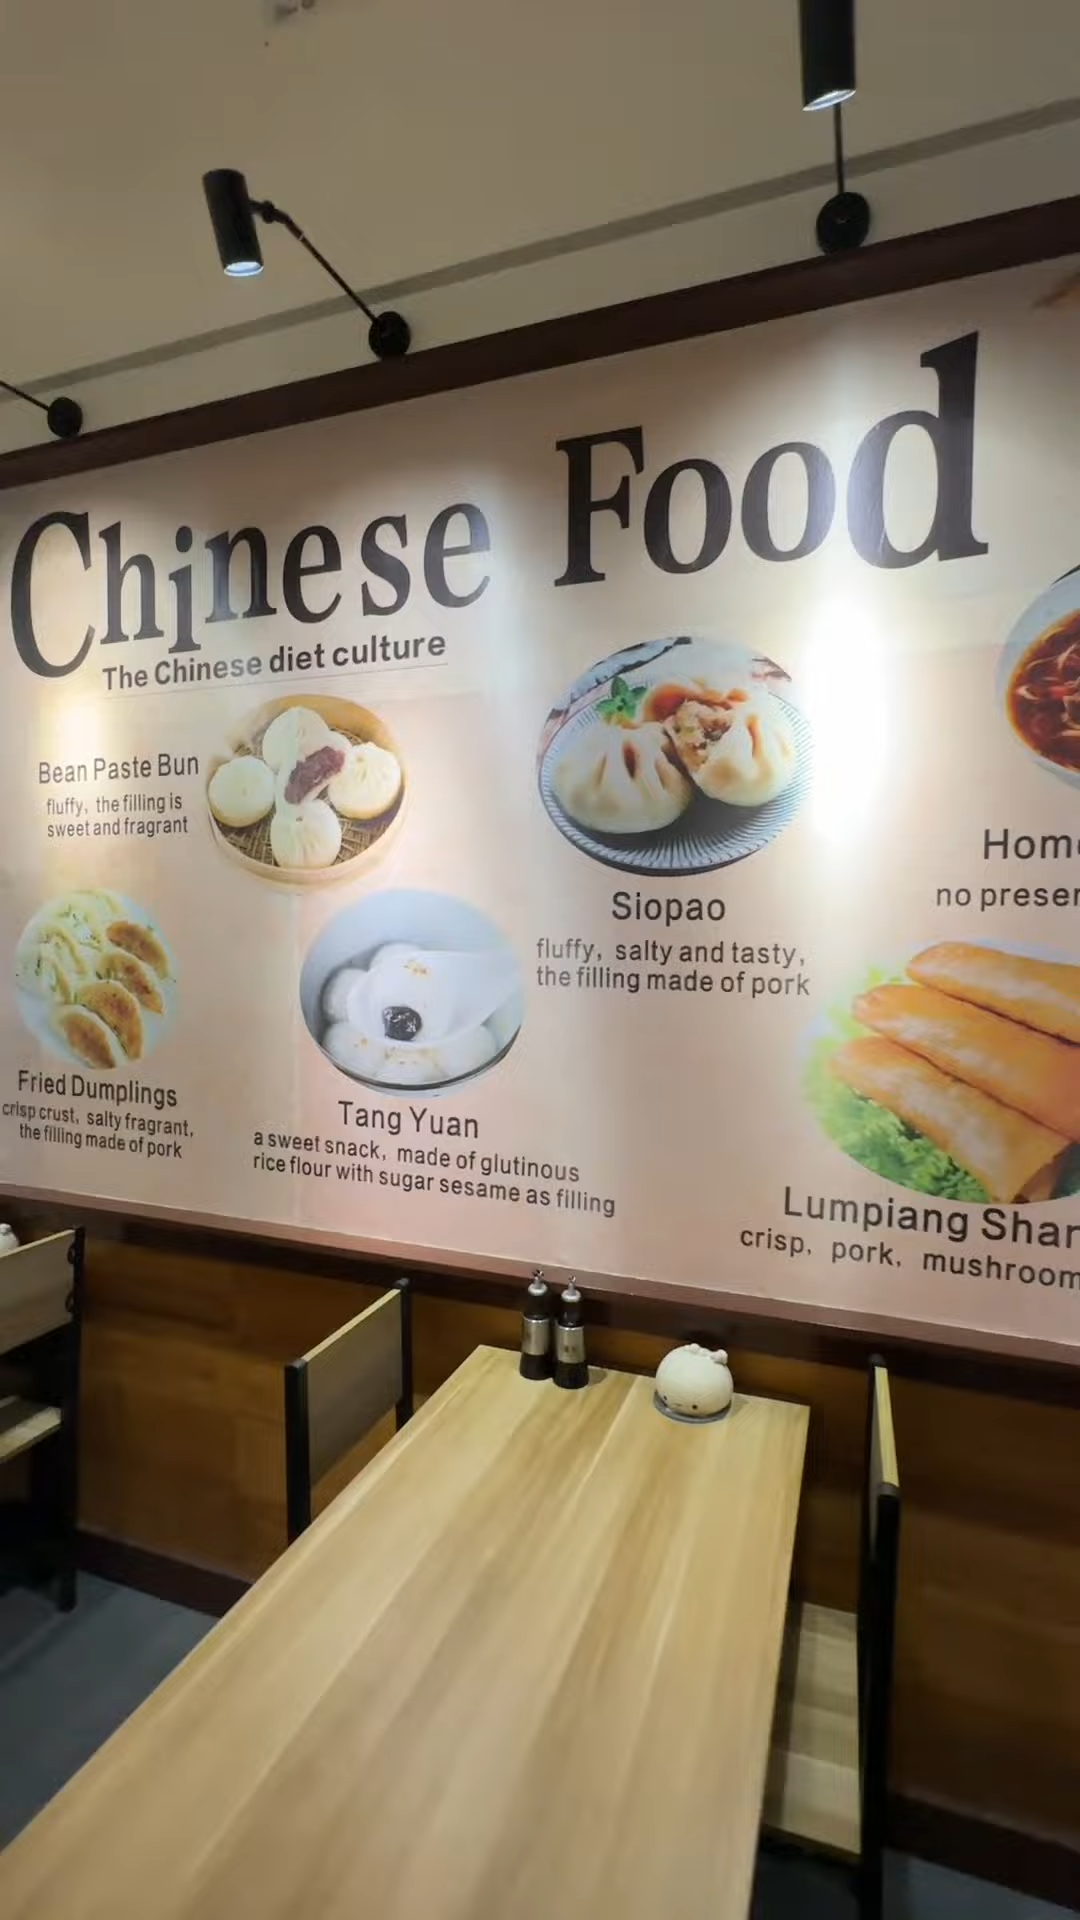 Chinese Food
The Chinese diet culture
Bean Paste Bun
fluffy, the filling is
sweet and fragrant
Siopao
fluffy, salty and tasty,
the filling made of pork
Fried Dumplings
crisp crust, salty fragrant,
the filling made of pork
Tang Yuan
a sweet snack, made of glutinous
rice flour with sugar sesame as filling
Hom
no preser
Lumpiang Shan
crisp, pork, mushroom